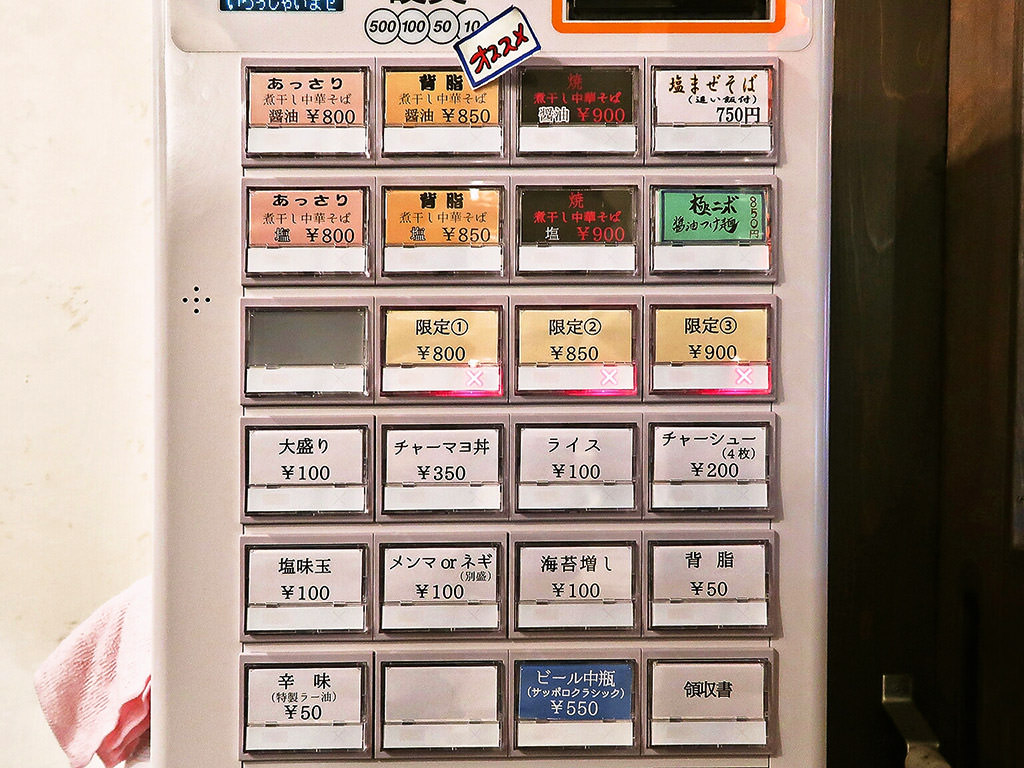 いらっしゃいませ
500 100 50 10
オススメ
あっさり
煮干し中華そば
醤油 ¥800
背脂
煮干し中華そば
醤油 ¥850
焼
煮干し中華そば
醤油 ¥900
塩まぜそば
(追い飯付)
750円
あっさり
煮干し中華そば
塩 ¥800
背脂
煮干し中華そば
塩 ¥850
焼
煮干し中華そば
塩 ¥900
極ニボ
醤油つけ麺
850円
限定①
¥800
限定②
¥850
限定③
¥900
大盛り
¥100
チャーマヨ丼
¥350
ライス
¥100
チャーシュー
(4枚)
¥200
塩味玉
¥100
メンマorネギ
(別盛)
¥100
海苔増し
¥100
背脂
¥50
辛味
(特製ラー油)
¥50
ビール中瓶
(サッポロクラシック)
¥550
領収書